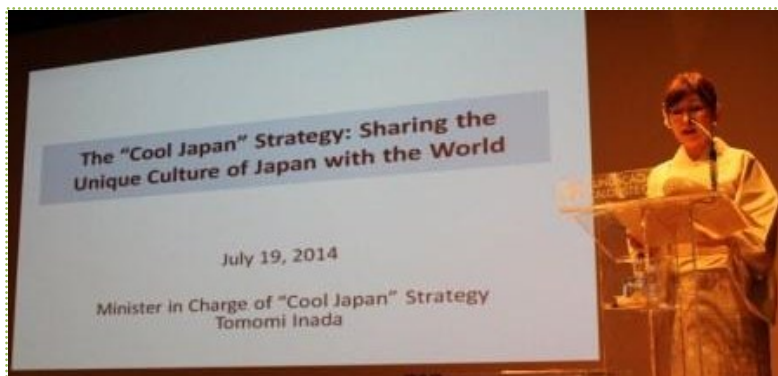 The “Cool Japan” Strategy: Sharing the
Unique Culture of Japan with the World
July 19, 2014
Minister in Charge of “Cool Japan” Strategy
Tomomi Inada